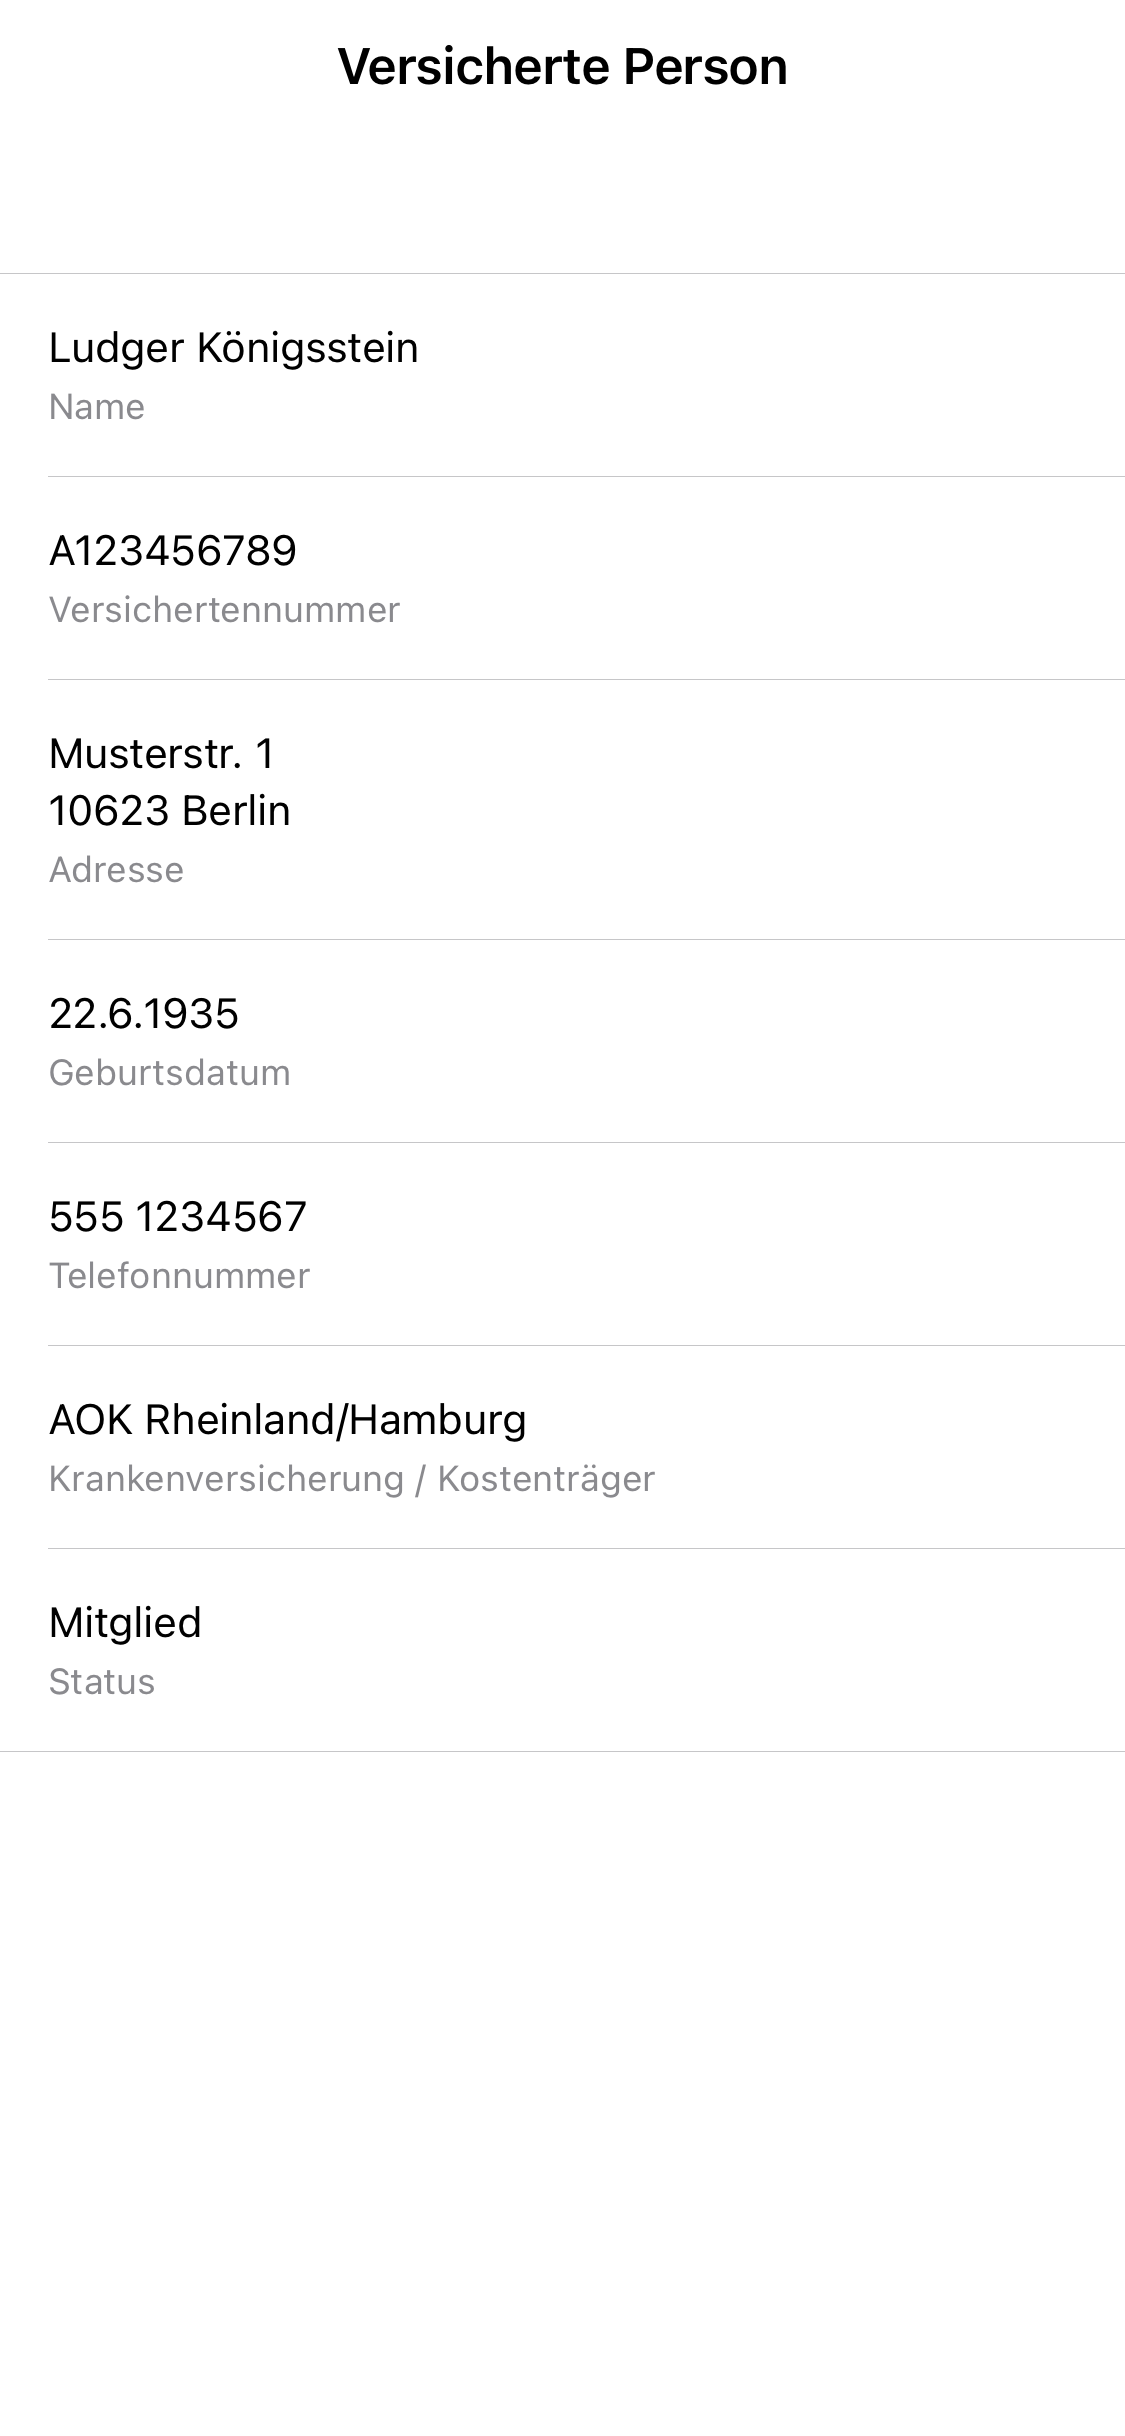 Versicherte Person
Ludger Königsstein
Name
A123456789
Versichertennummer
Musterstr. 1
10623 Berlin
Adresse
22.6.1935
Geburtsdatum
555 1234567
Telefonnummer
AOK Rheinland/Hamburg
Krankenversicherung / Kostenträger
Mitglied
Status